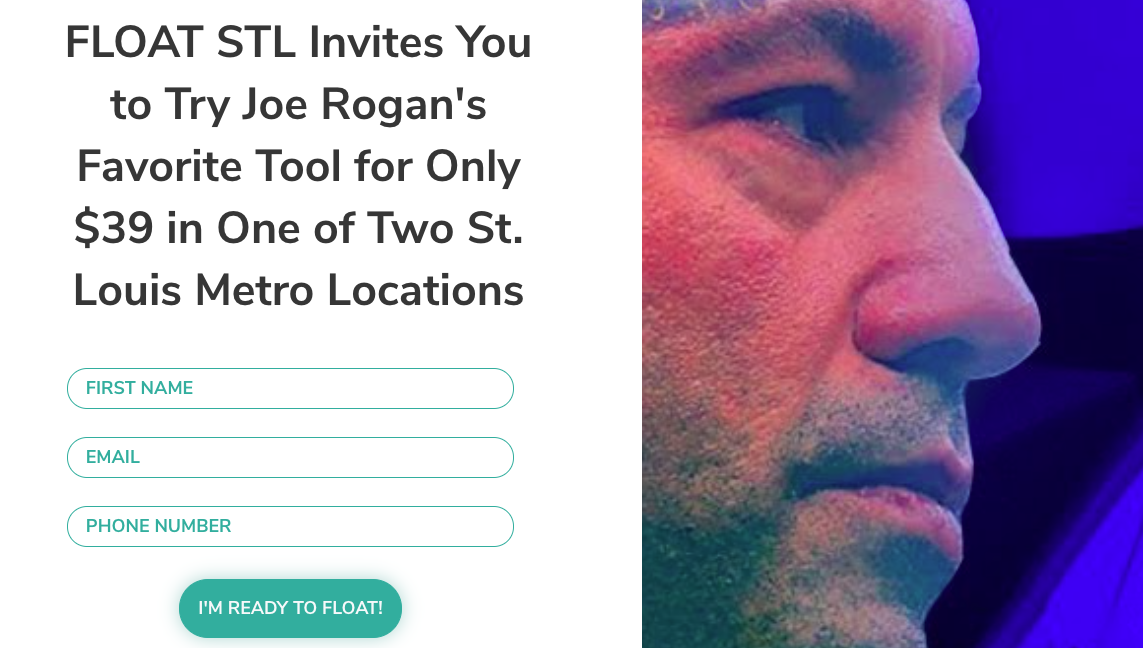 FLOAT STL Invites You
to Try Joe Rogan's
Favorite Tool for Only
$39 in One of Two St.
Louis Metro Locations
FIRST NAME
EMAIL
PHONE NUMBER
I'M READY TO FLOAT!